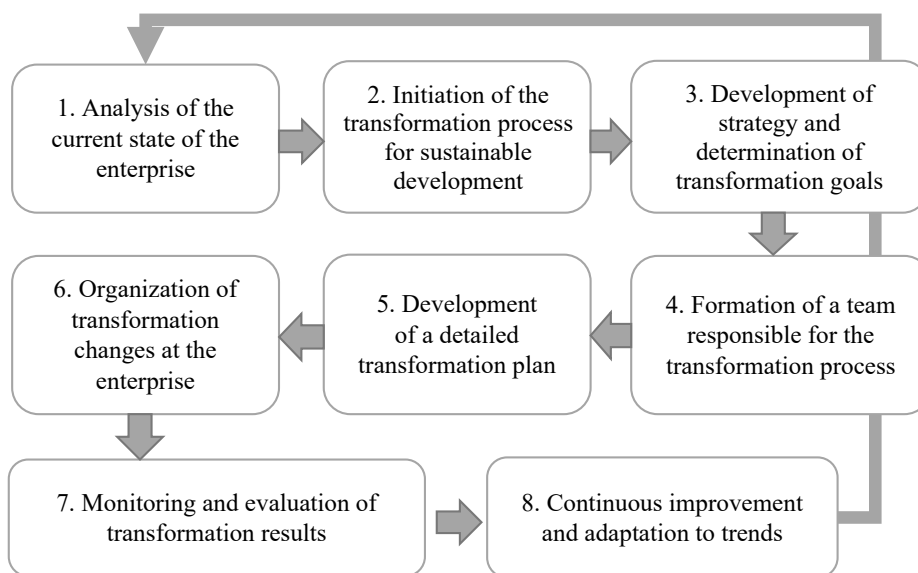 1. Analysis of the
current state of the
enterprise
2. Initiation of the
transformation process
for sustainable
development
3. Development of
strategy and
determination of
transformation goals
4. Formation of a team
responsible for the
transformation process
5. Development
of a detailed
transformation plan
6. Organization of
transformation
changes at the
enterprise
7. Monitoring and evaluation of
transformation results
8. Continuous improvement
and adaptation to trends